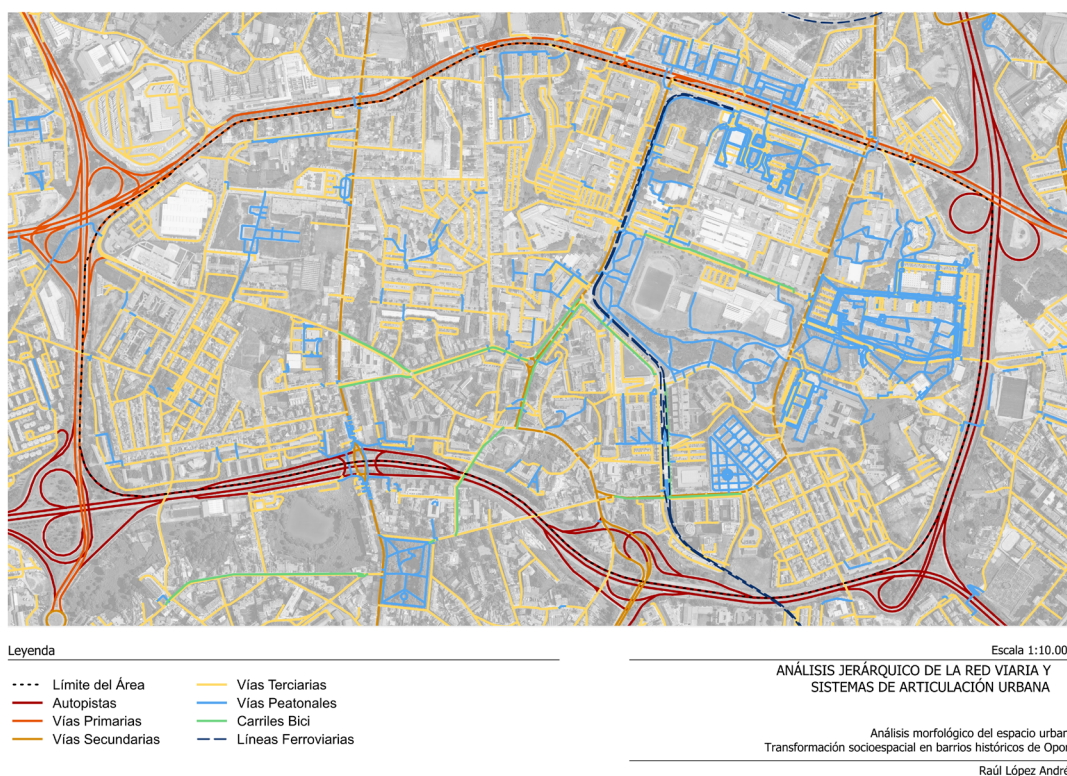 Leyenda
Límite del Área
Autopistas
Vías Primarias
Vías Secundarias
Vías Terciarias
Vías Peatonales
Carriles Bici
Líneas Ferroviarias
Escala 1:10.00
ANÁLISIS JERÁRQUICO DE LA RED VIARIA Y
SISTEMAS DE ARTICULACIÓN URBANA
Análisis morfológico del espacio urban
Transformación socioespacial en barrios históricos de Opor
Raúl López André